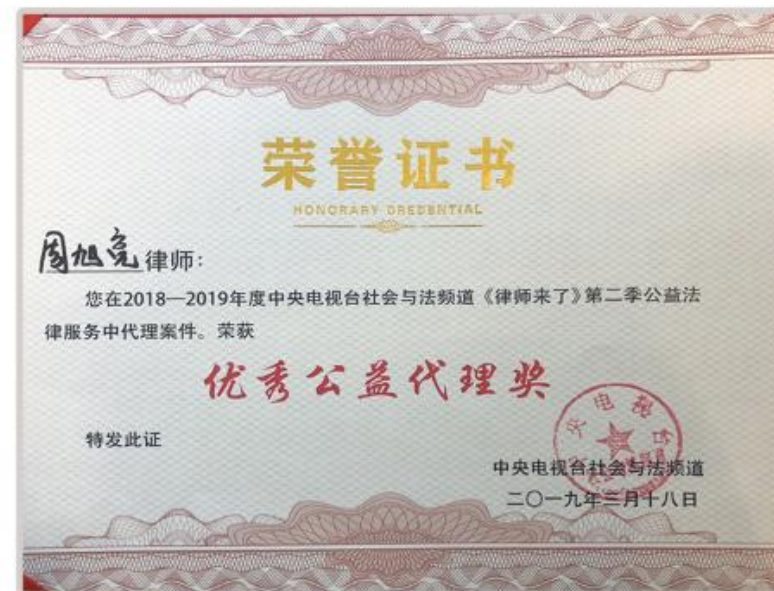 荣誉证书
HONORARY CREDENTIAL
周旭亮律师：
您在2018—2019年度中央电视台社会与法频道《律师来了》第二季公益法
律服务中代理案件。荣获
优秀公益代理奖
特发此证
中央电视台社会与法频道
二〇一九年三月十八日